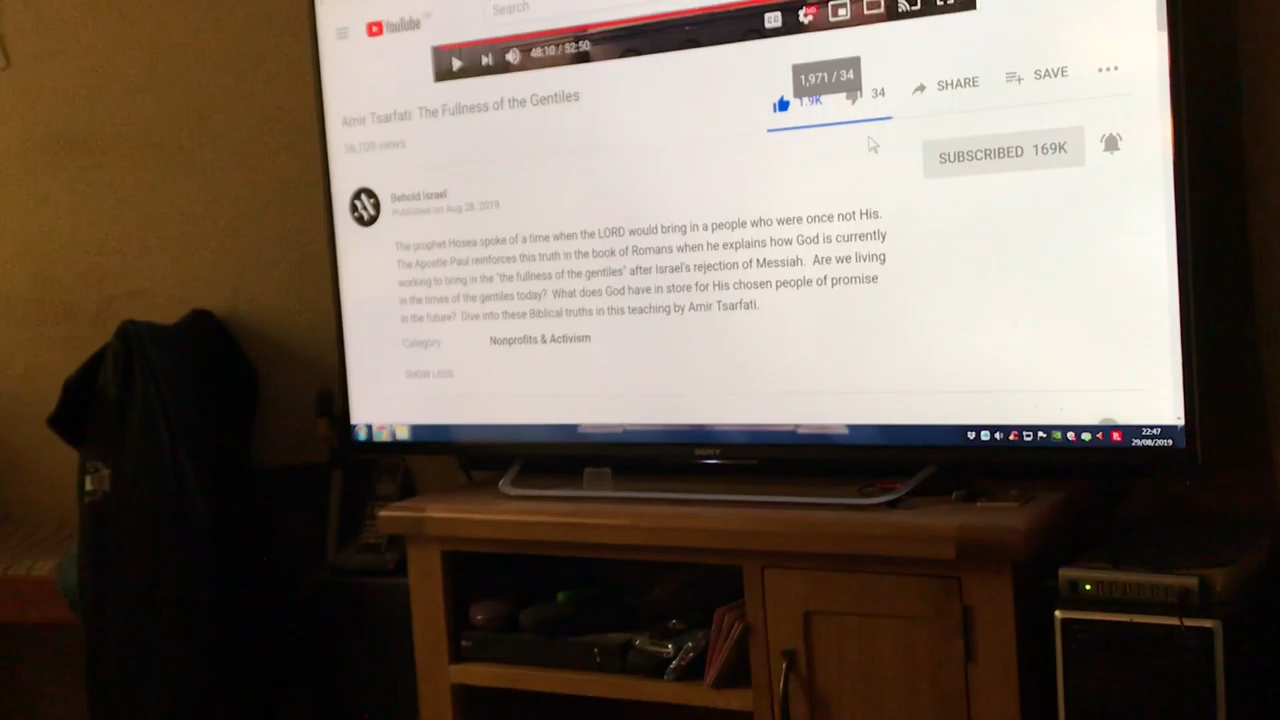 Search
YouTube
48:10 / 52:50
HD
1,971 / 34
Amir Tsarfati: The Fullness of the Gentiles
1.9K 34 SHARE SAVE
36,109 views
SUBSCRIBED 169K
Behold Israel
Published on Aug 28, 2019
The prophet Hosea spoke of a time when the LORD would bring in a people who were once not His.
The Apostle Paul reinforces this truth in the book of Romans when he explains how God is currently
working to bring in the "the fullness of the gentiles" after Israel's rejection of Messiah. Are we living
in the times of the gentiles today? What does God have in store for His chosen people of promise
in the future? Dive into these Biblical truths in this teaching by Amir Tsarfati.
Category Nonprofits & Activism
SHOW LESS
22:47
29/08/2019
SONY